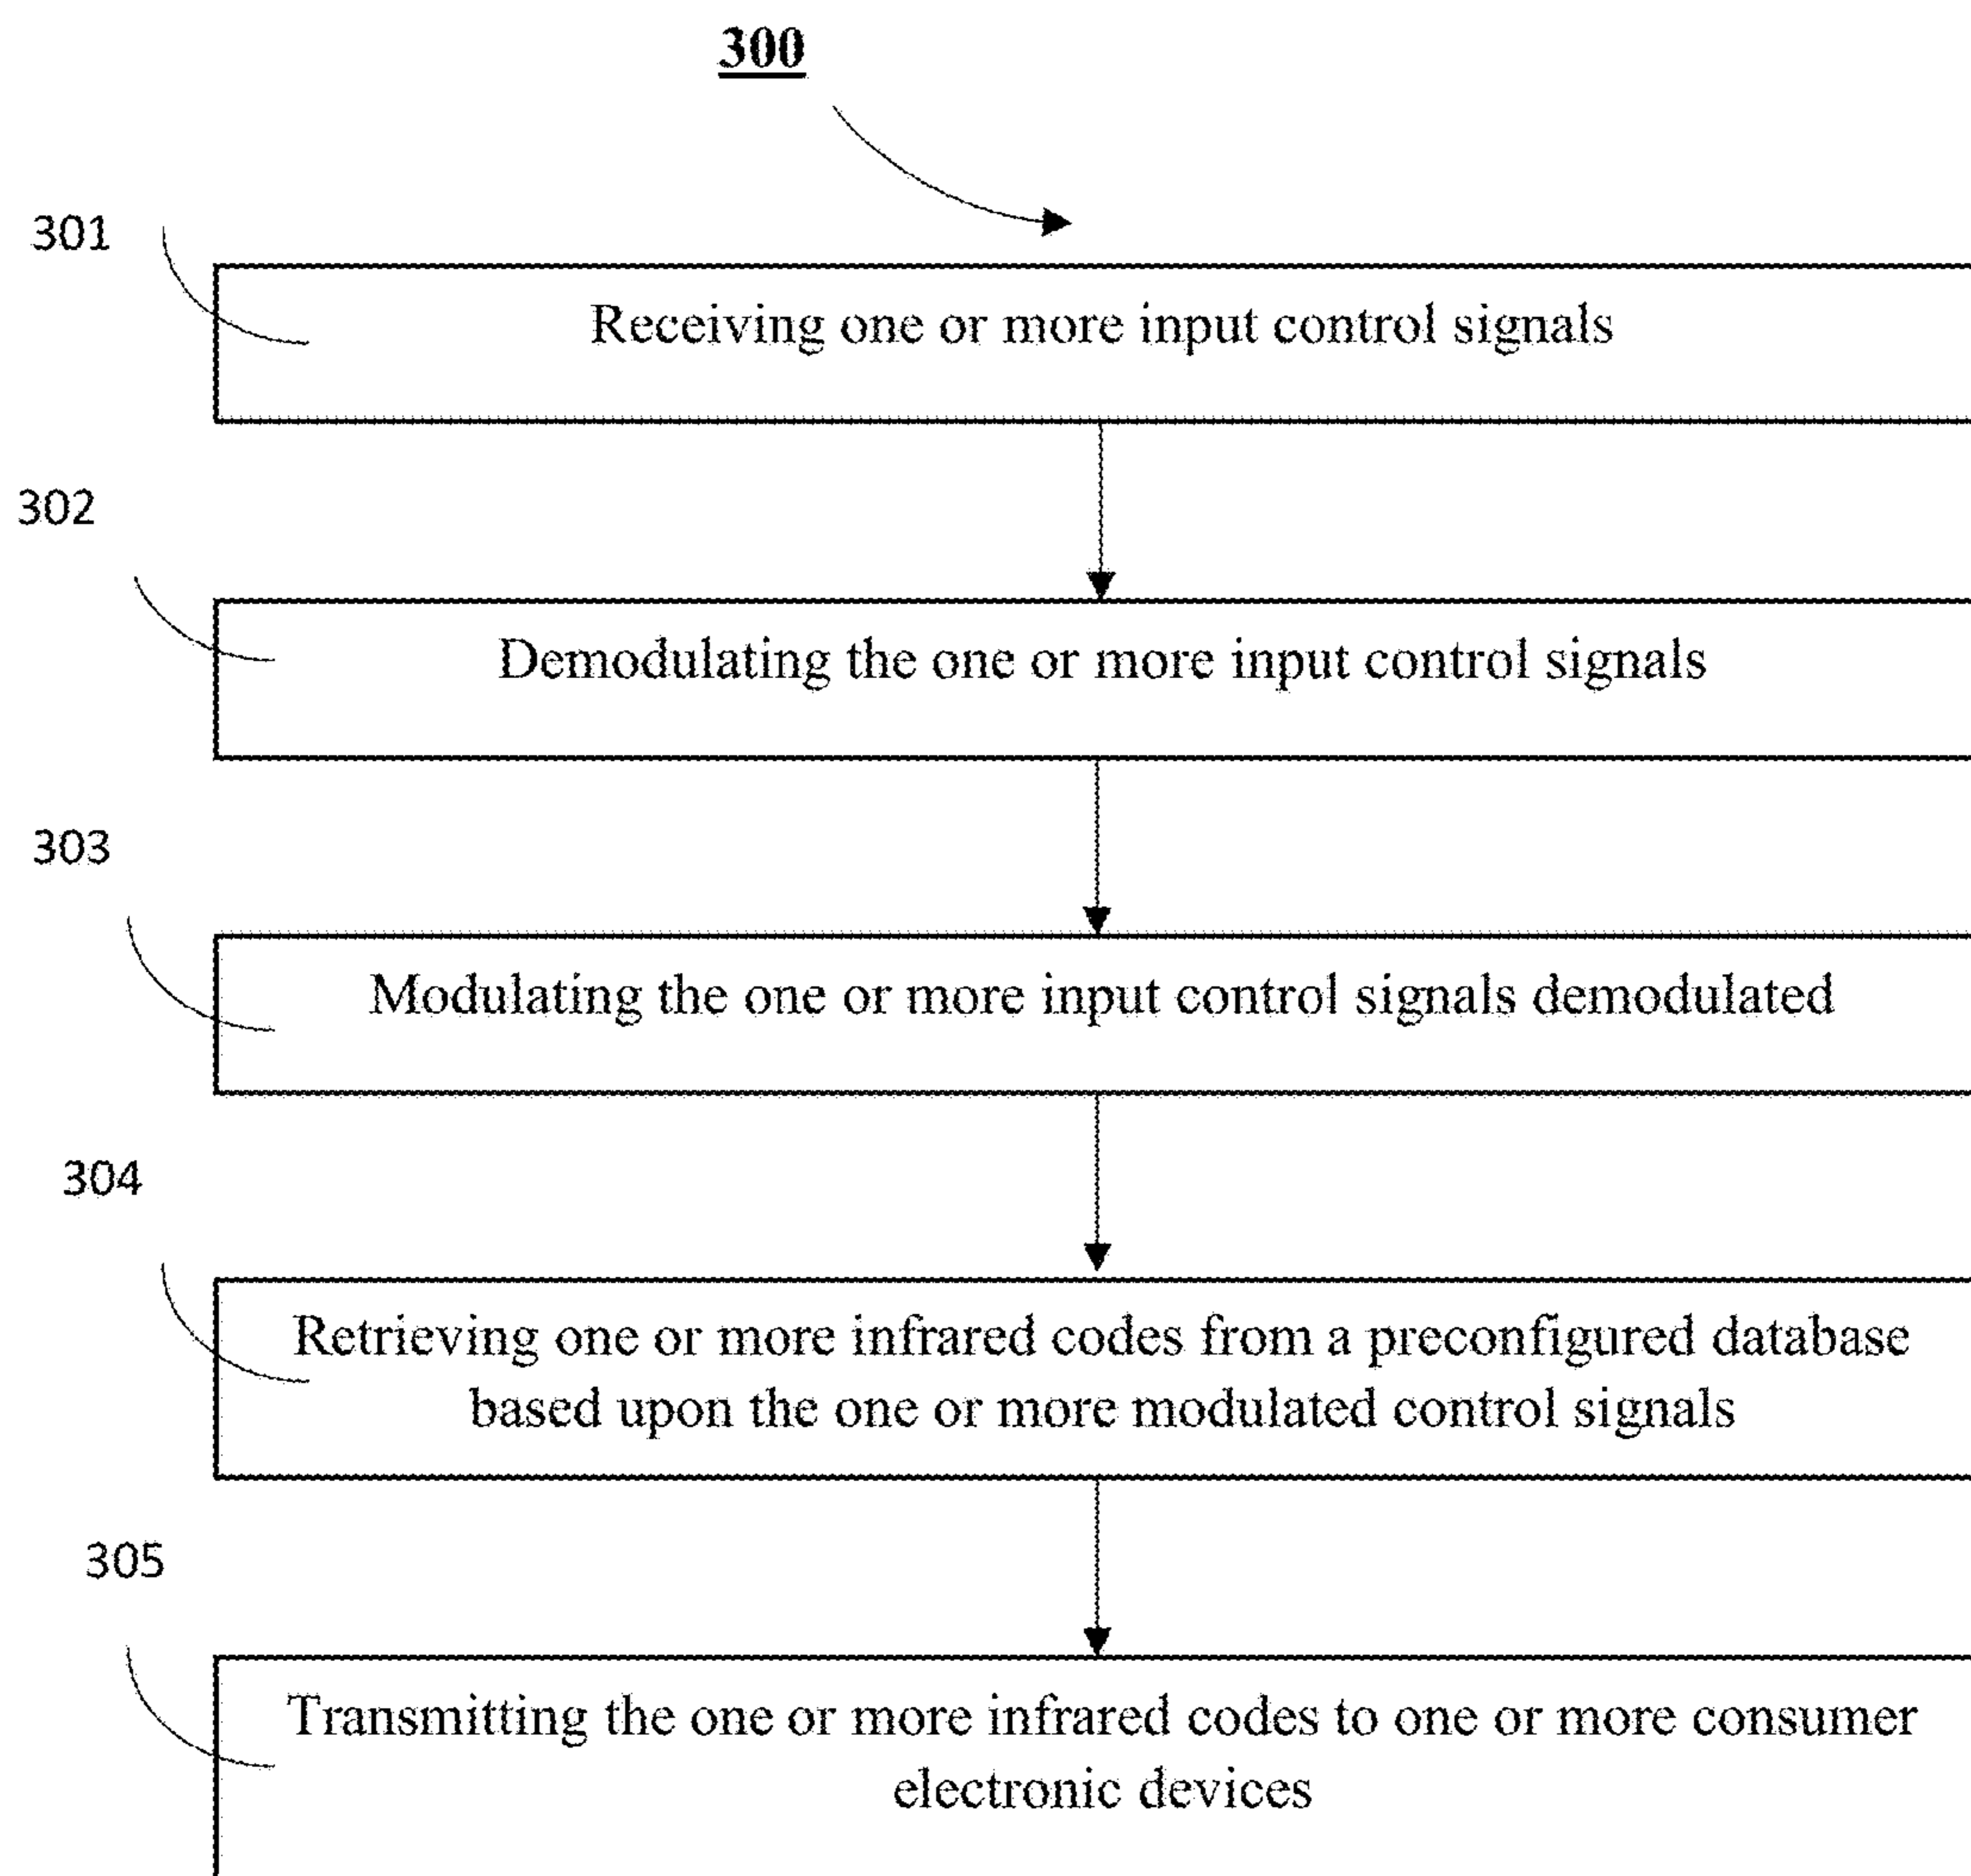 300
301
Receiving one or more input control signals
302
Demodulating the one or more input control signals
303
Modulating the one or more input control signals demodulated
304
Retrieving one or more infrared codes from a preconfigured database
based upon the one or more modulated control signals
305
Transmitting the one or more infrared codes to one or more consumer
electronic devices